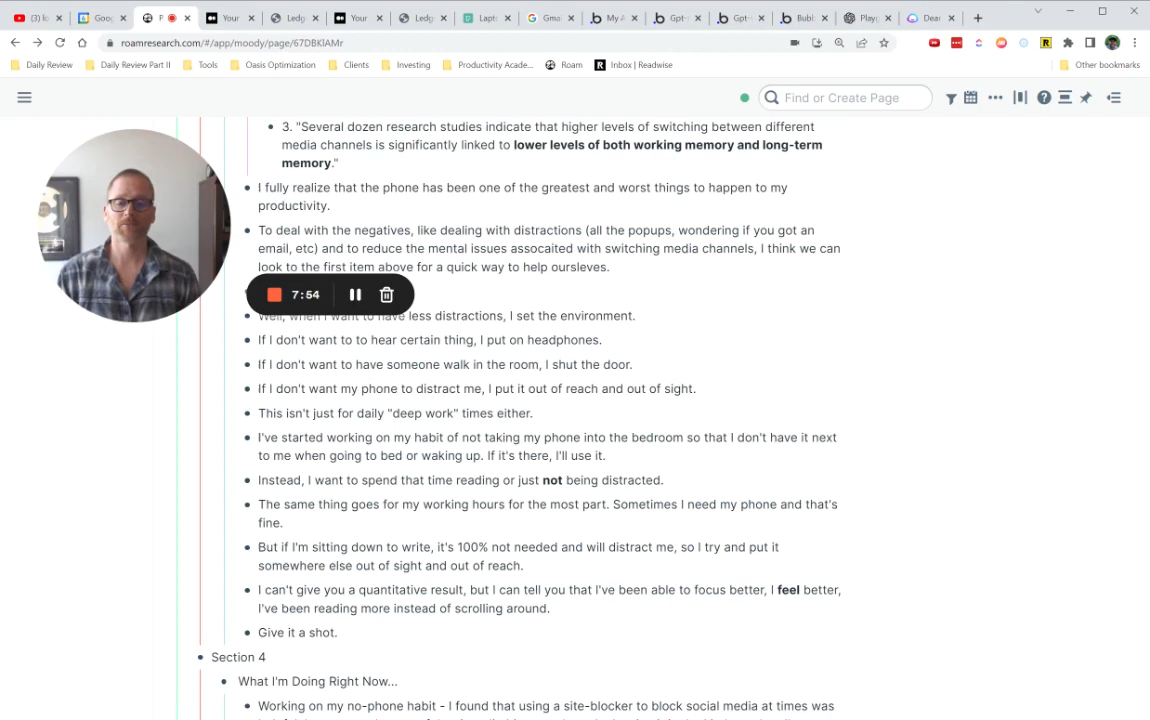 (3) lo
Goog
P
Your
Ledg
Your
Ledg
Lapto
Gma
My A
Gpt-
Gpt-
Bubb
Playg
Dear
roamresearch.com/#/app/moody/page/67DBKlAMr
Daily Review
Daily Review Part II
Tools
Oasis Optimization
Clients
Investing
Productivity Acade...
Roam
Inbox | Readwise
Other bookmarks
Find or Create Page
3. "Several dozen research studies indicate that higher levels of switching between different
media channels is significantly linked to lower levels of both working memory and long-term
memory."
I fully realize that the phone has been one of the greatest and worst things to happen to my
productivity.
To deal with the negatives, like dealing with distractions (all the popups, wondering if you got an
email, etc) and to reduce the mental issues assocaited with switching media channels, I think we can
look to the first item above for a quick way to help oursleves.
7:54
Well, when I want to have less distractions, I set the environment.
If I don't want to to hear certain thing, I put on headphones.
If I don't want to have someone walk in the room, I shut the door.
If I don't want my phone to distract me, I put it out of reach and out of sight.
This isn't just for daily "deep work" times either.
I've started working on my habit of not taking my phone into the bedroom so that I don't have it next
to me when going to bed or waking up. If it's there, I'll use it.
Instead, I want to spend that time reading or just not being distracted.
The same thing goes for my working hours for the most part. Sometimes I need my phone and that's
fine.
But if I'm sitting down to write, it's 100% not needed and will distract me, so I try and put it
somewhere else out of sight and out of reach.
I can't give you a quantitative result, but I can tell you that I've been able to focus better, I feel better,
I've been reading more instead of scrolling around.
Give it a shot.
Section 4
What I'm Doing Right Now...
Working on my no-phone habit - I found that using a site-blocker to block social media at times was